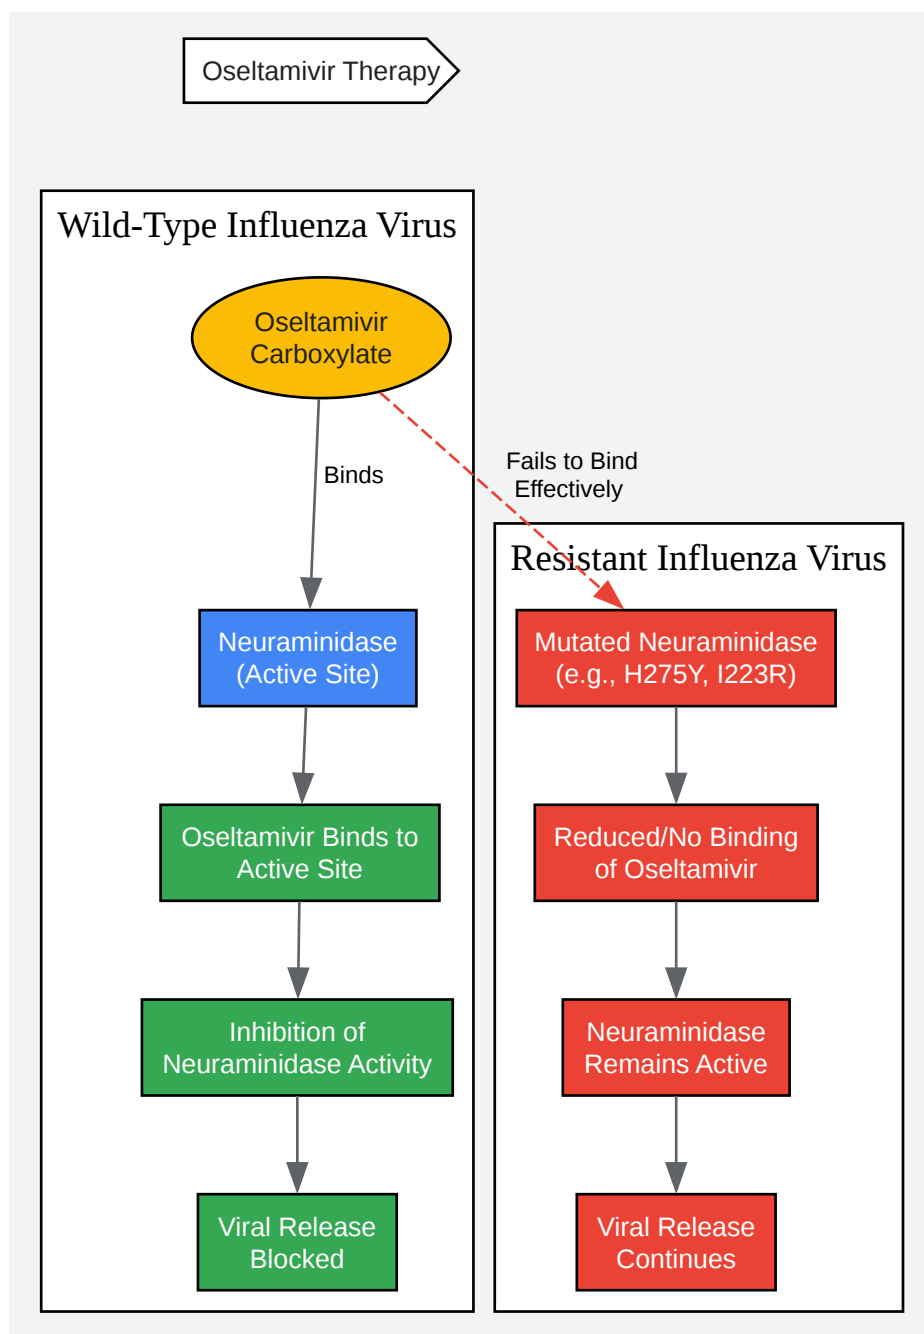 Oseltamivir Therapy
Wild-Type Influenza Virus
Oseltamivir
Carboxylate
Binds
Fails to Bind
Effectively
Neuraminidase
(Active Site)
Oseltamivir Binds to
Active Site
Inhibition of
Neuraminidase Activity
Viral Release
Blocked
Resistant Influenza Virus
Mutated Neuraminidase
(e.g., H275Y, I223R)
Reduced/No Binding
of Oseltamivir
Neuraminidase
Remains Active
Viral Release
Continues